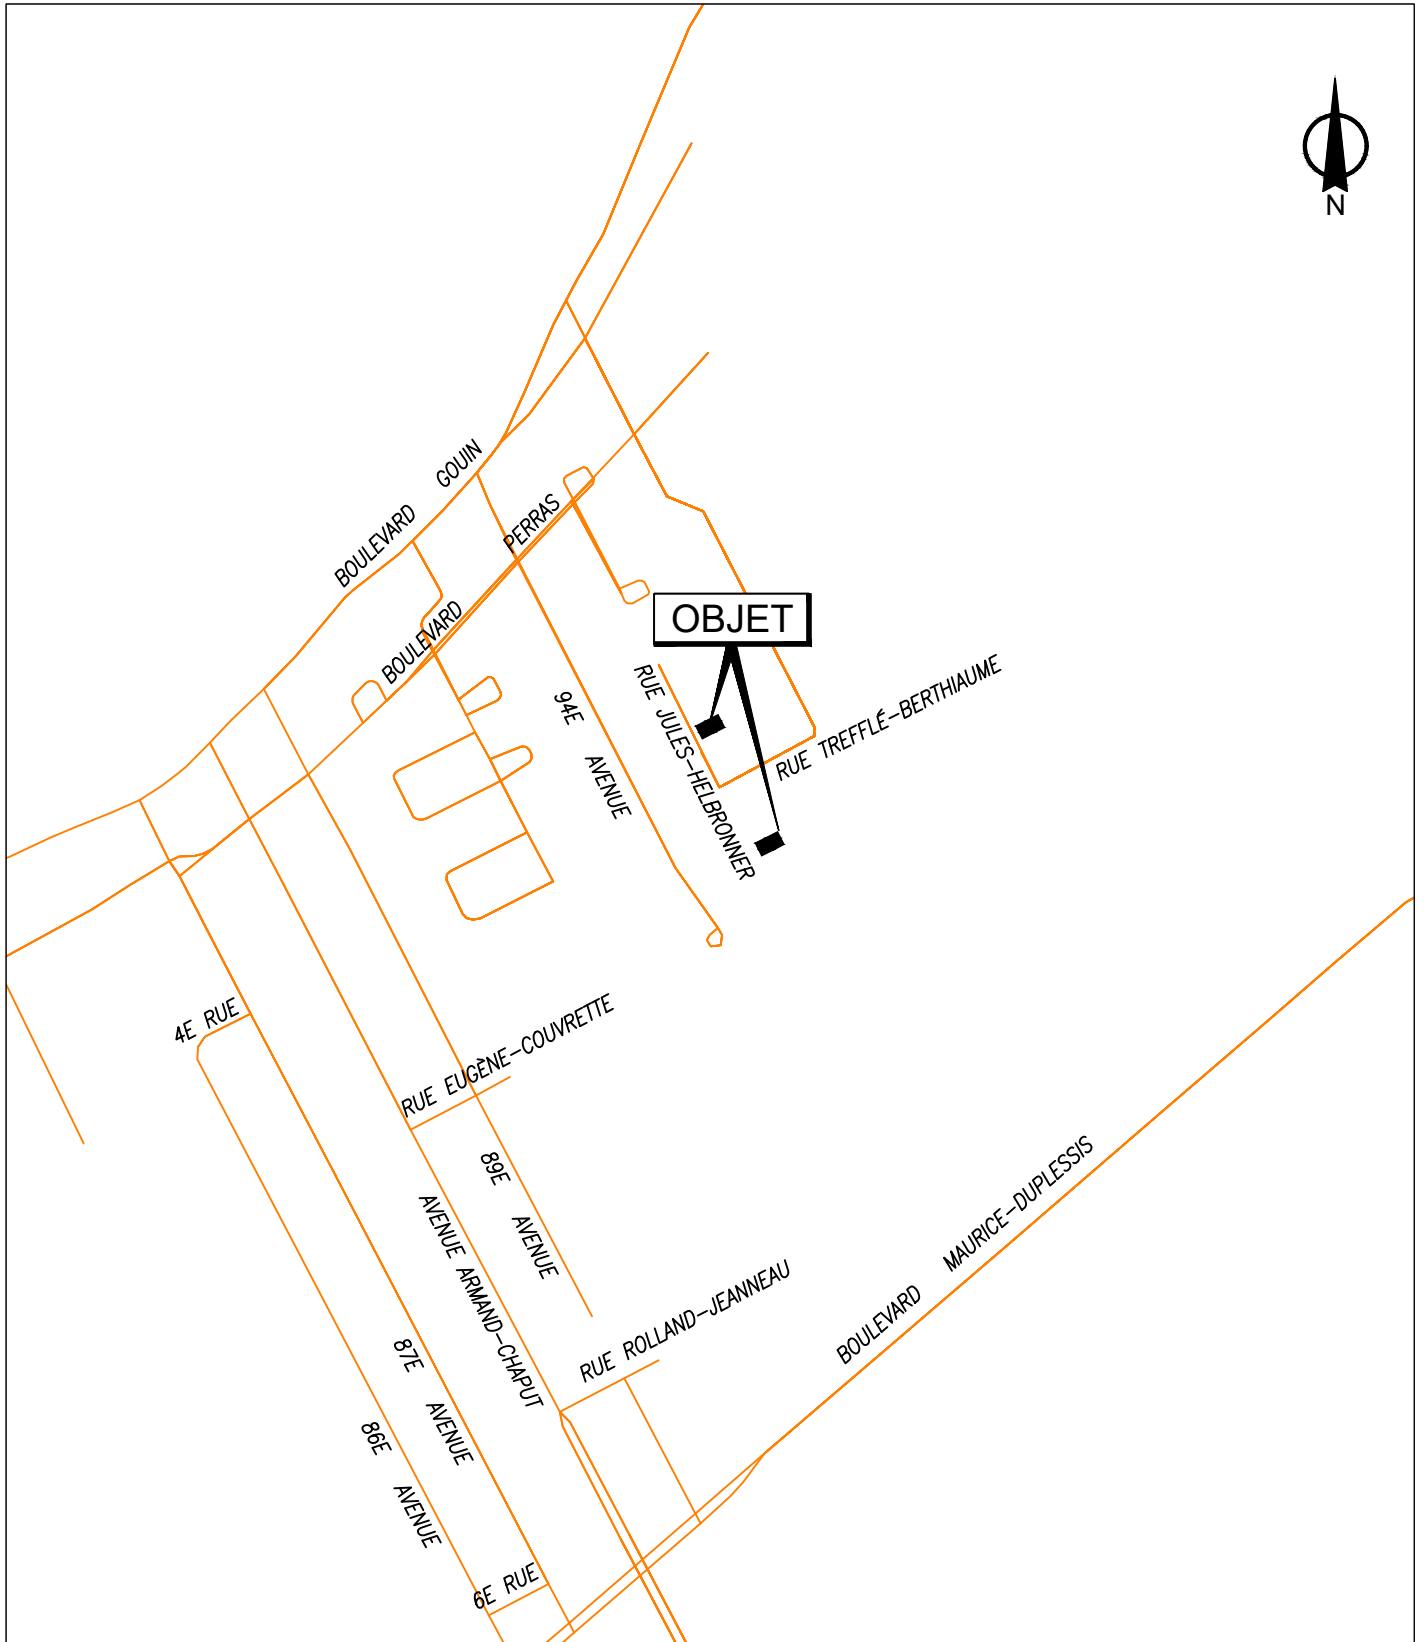 N
BOULEVARD GOUIN
BOULEVARD PERRAS
OBJET
94E AVENUE
RUE JULES-HELBRONNER
RUE TREFFLÉ-BERTHIAUME
4E RUE
RUE EUGÈNE-COUVRETTE
89E AVENUE
AVENUE ARMAND-CHAPUT
BOULEVARD MAURICE-DUPLESSIS
RUE ROLLAND-JEANNEAU
87E AVENUE
86E AVENUE
6E RUE